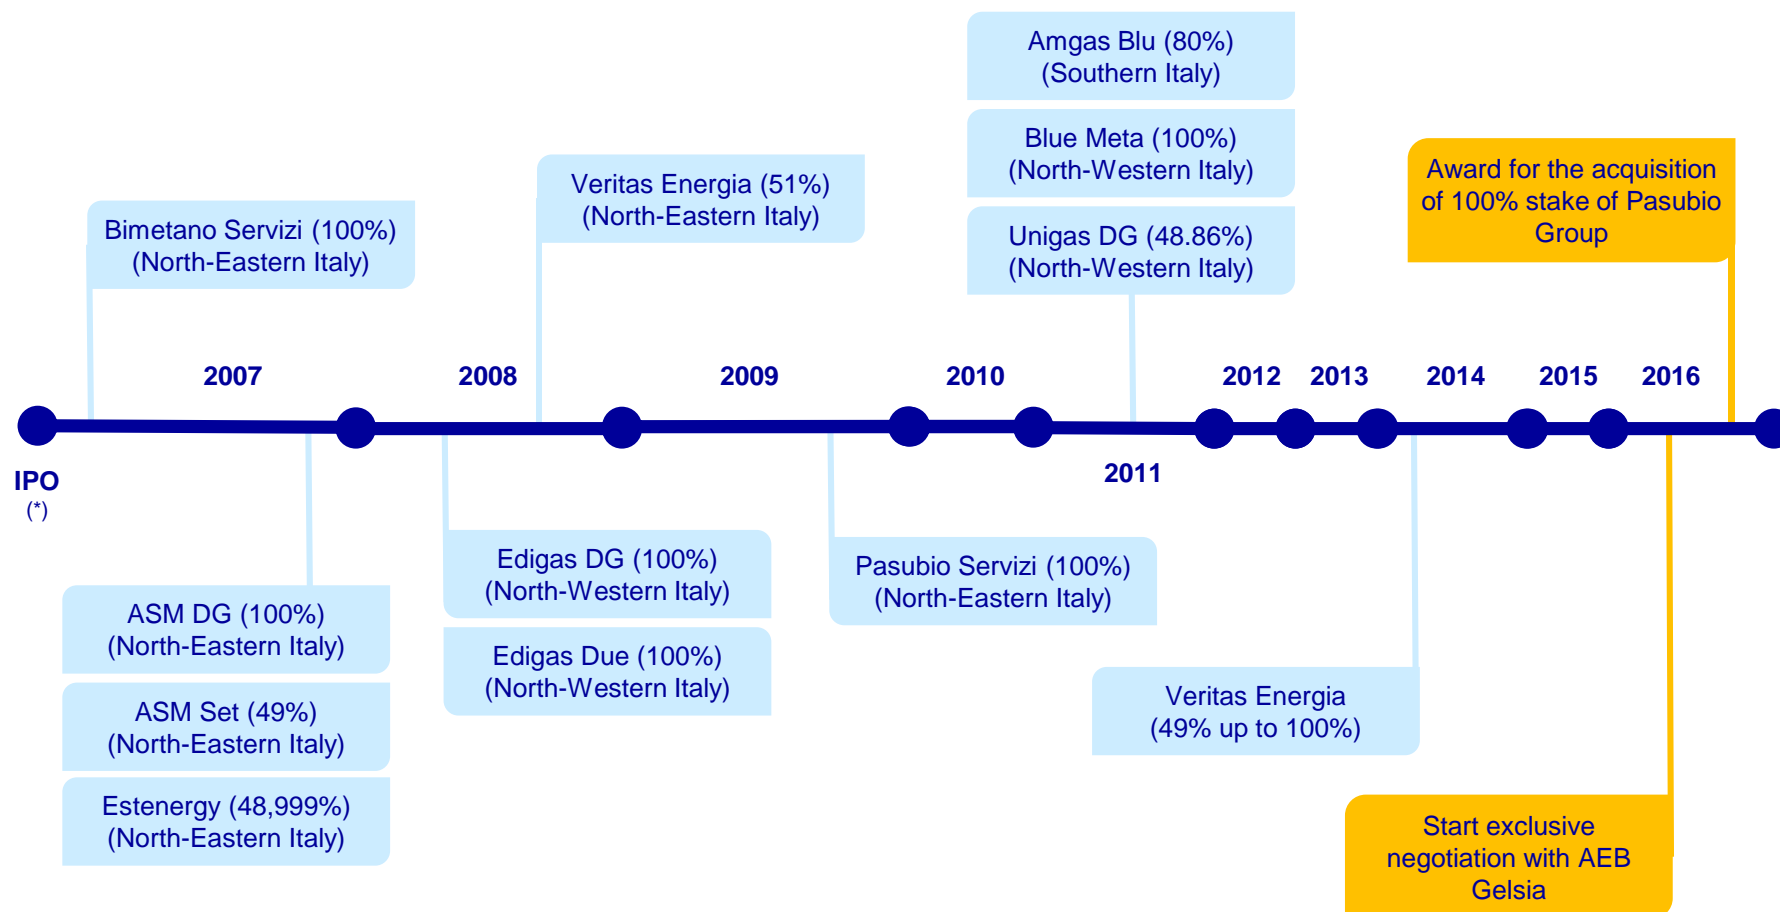 Amgas Blu (80%)
(Southern Italy)
Blue Meta (100%)
(North-Western Italy)
Unigas DG (48.86%)
(North-Western Italy)
Award for the acquisition
of 100% stake of Pasubio
Group
Veritas Energia (51%)
(North-Eastern Italy)
Bimetano Servizi (100%)
(North-Eastern Italy)
2007
2008
2009
2010
2012
2013
2014
2015
2016
IPO
(*)
2011
Edigas DG (100%)
(North-Western Italy)
Edigas Due (100%)
(North-Western Italy)
Pasubio Servizi (100%)
(North-Eastern Italy)
ASM DG (100%)
(North-Eastern Italy)
ASM Set (49%)
(North-Eastern Italy)
Estenergy (48,999%)
(North-Eastern Italy)
Veritas Energia
(49% up to 100%)
Start exclusive
negotiation with AEB
Gelsia